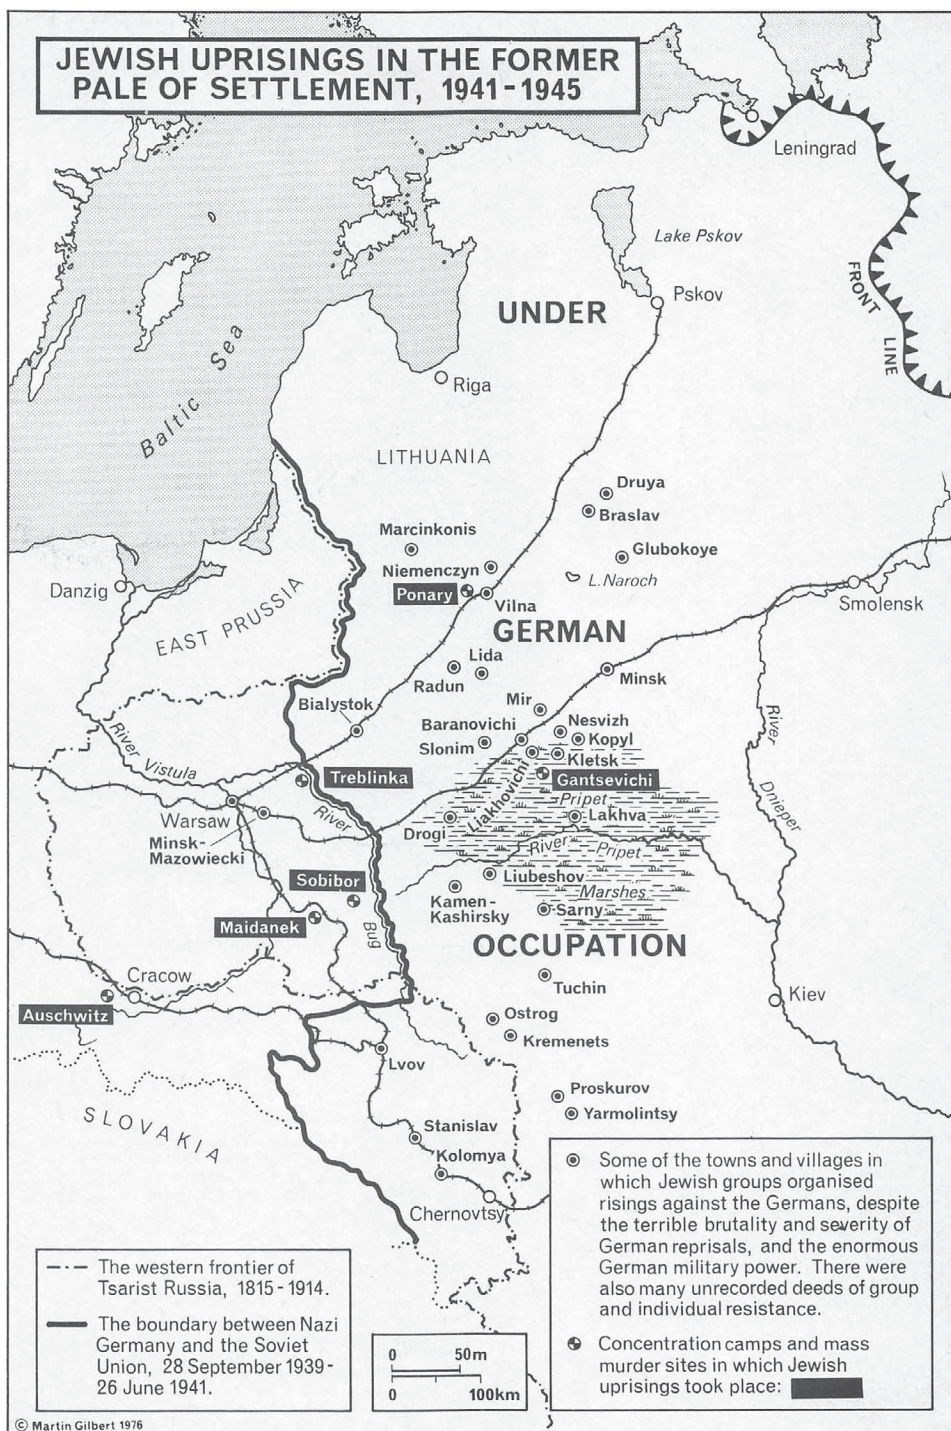 JEWISH UPRISINGS IN THE FORMER
PALE OF SETTLEMENT, 1941-1945
Leningrad
Lake Pskov
Pskov
FRONT
LINE
UNDER
Baltic Sea
Riga
LITHUANIA
Druya
Braslav
Marcinkonis
Glubokoye
Niemenczyn
L. Naroch
Danzig
Ponary
Vilna
Smolensk
EAST PRUSSIA
GERMAN
Lida
Radun
Minsk
Mir
Bialystok
Baranovichi
Nesvizh
Slonim
Kopyl
Kletsk
River Vistula
Treblinka
Liakhovichi
Gantsevichi
River
Dnieper
Pripet
Warsaw
River
Drogi
Lakhva
Minsk-
Mazowiecki
River Pripet
Sobibor
Liubeshov
Marshes
Kamen-
Kashirsky
Sarny
Maidanek
Bug
OCCUPATION
Cracow
Tuchin
Kiev
Auschwitz
Ostrog
Kremenets
Lvov
Proskurov
Yarmolintsy
SLOVAKIA
Stanislav
Kolomya
Chernovtsy
Some of the towns and villages in
which Jewish groups organised
risings against the Germans, despite
the terrible brutality and severity of
German reprisals, and the enormous
German military power. There were
also many unrecorded deeds of group
and individual resistance.
Concentration camps and mass
murder sites in which Jewish
uprisings took place:
The western frontier of
Tsarist Russia, 1815-1914.
The boundary between Nazi
Germany and the Soviet
Union, 28 September 1939-
26 June 1941.
0 50m
0 100km
© Martin Gilbert 1976